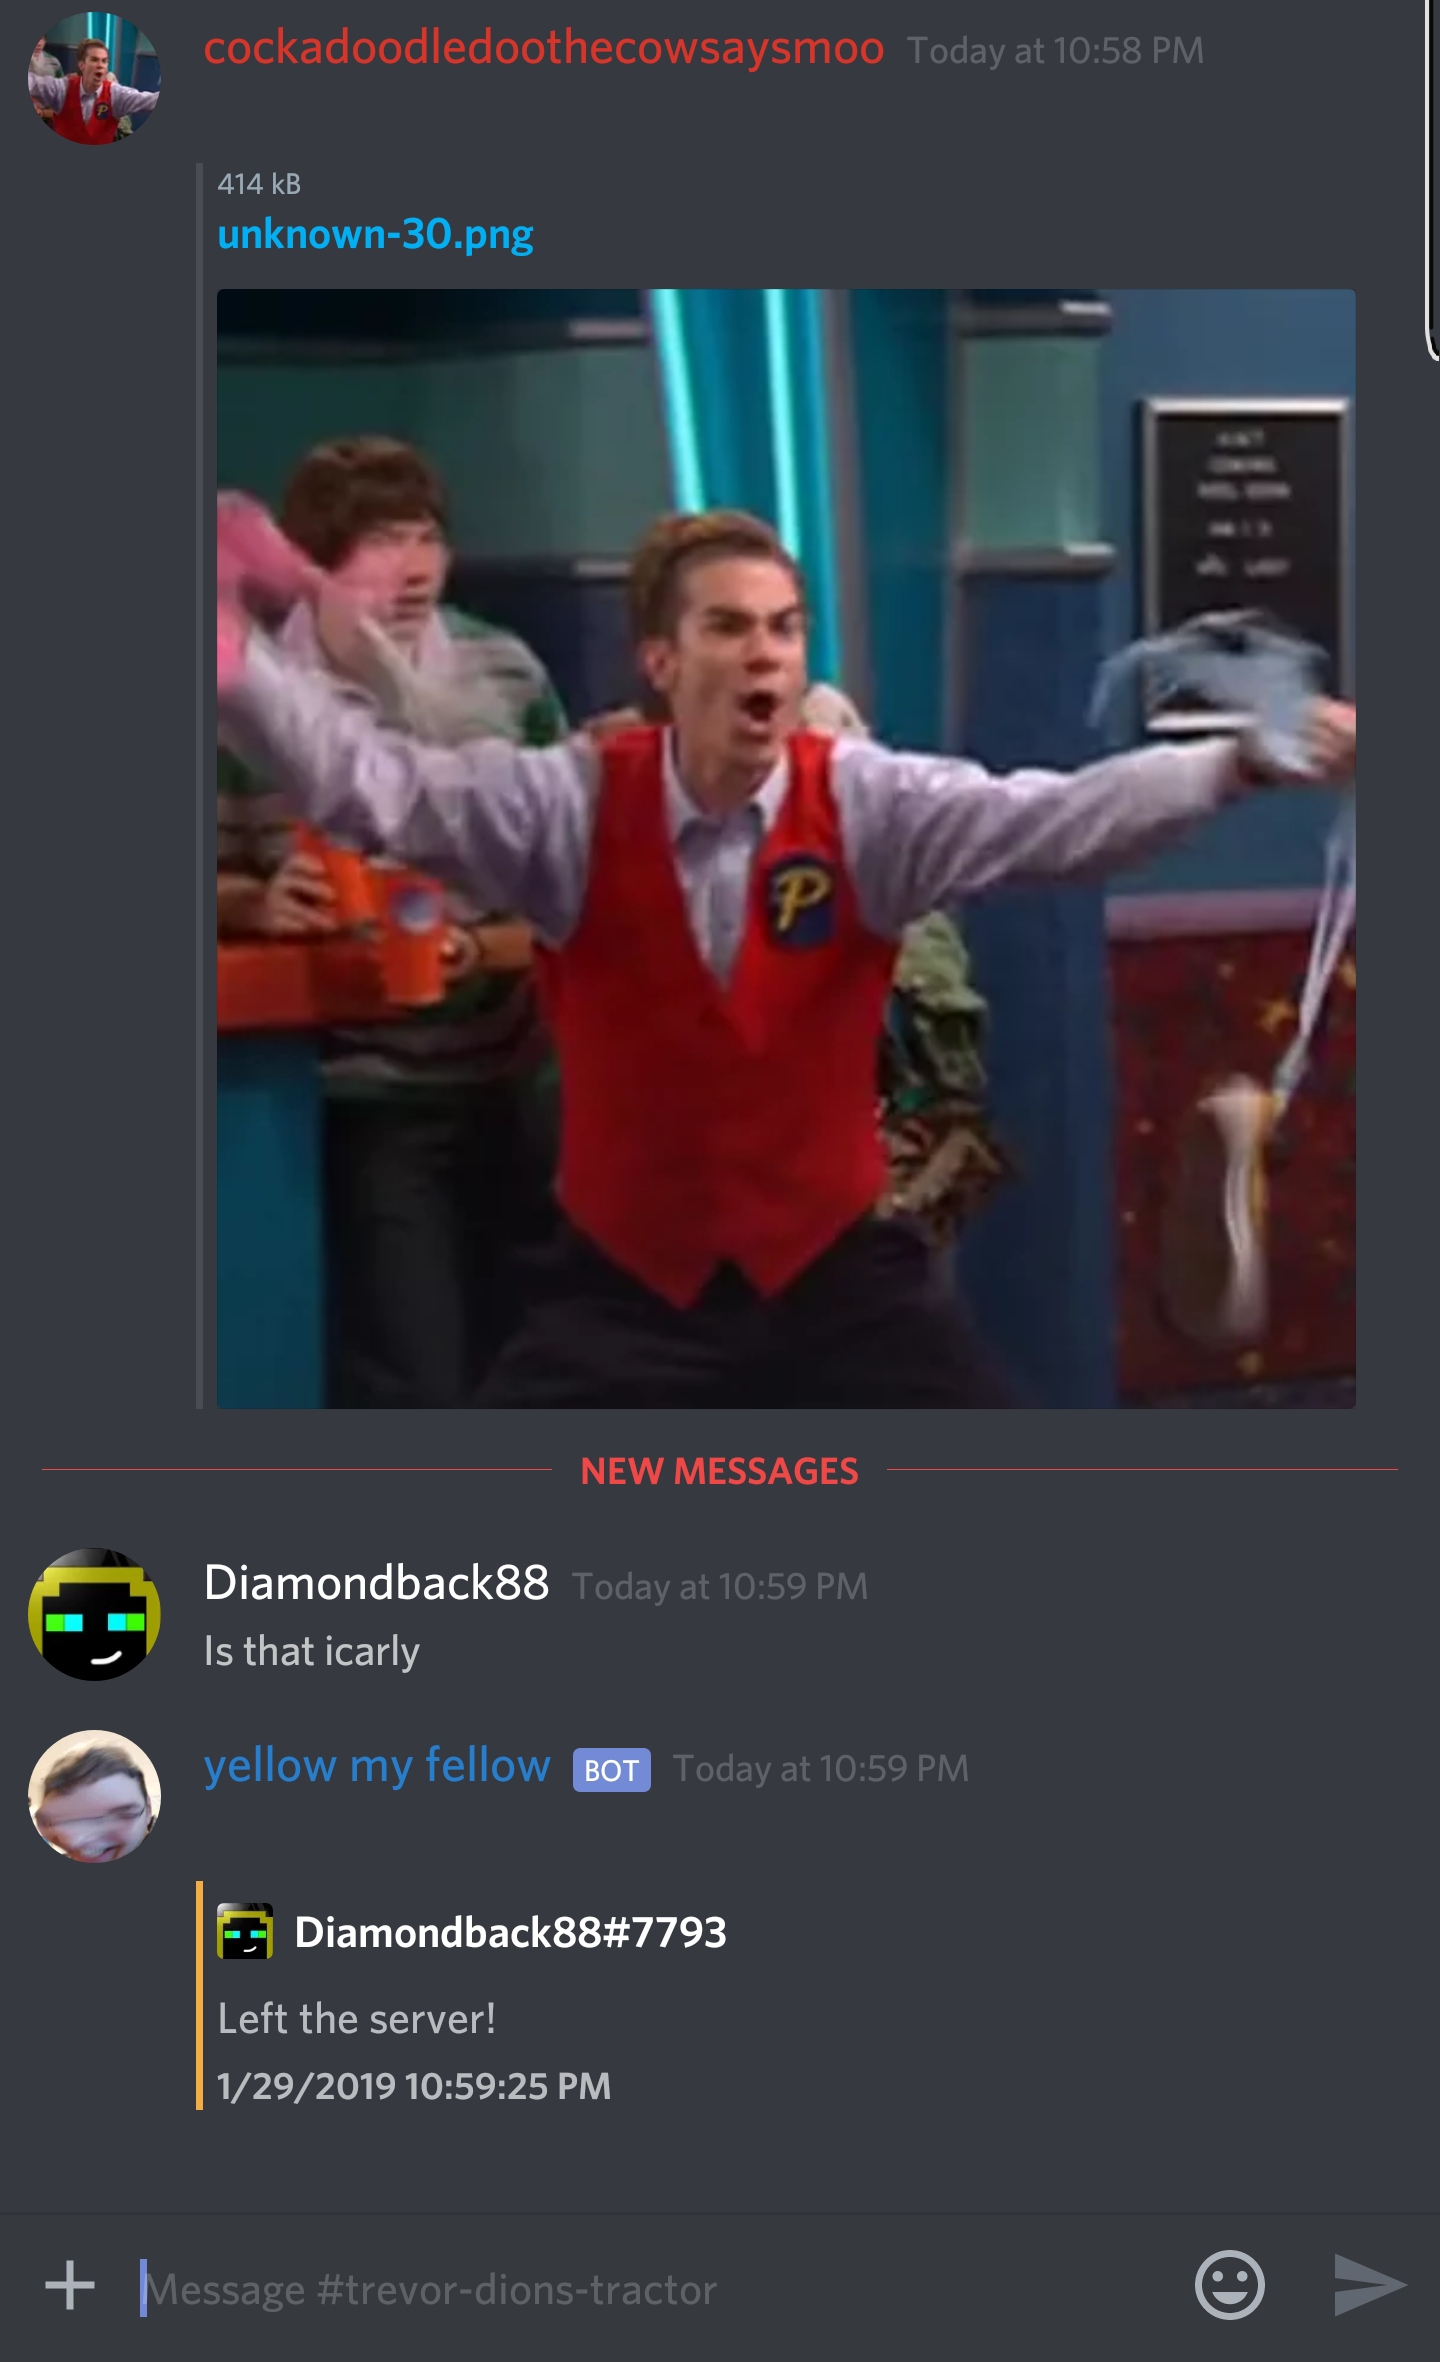 cockadoodledoothecowsaysmoo Today at 10:58 PM
414 kB
unknown-30.png
P
NEW MESSAGES
Diamondback88 Today at 10:59 PM
Is that icarly
yellow my fellow BOT Today at 10:59 PM
Diamondback88#7793
Left the server!
1/29/2019 10:59:25 PM
Message #trevor-dions-tractor